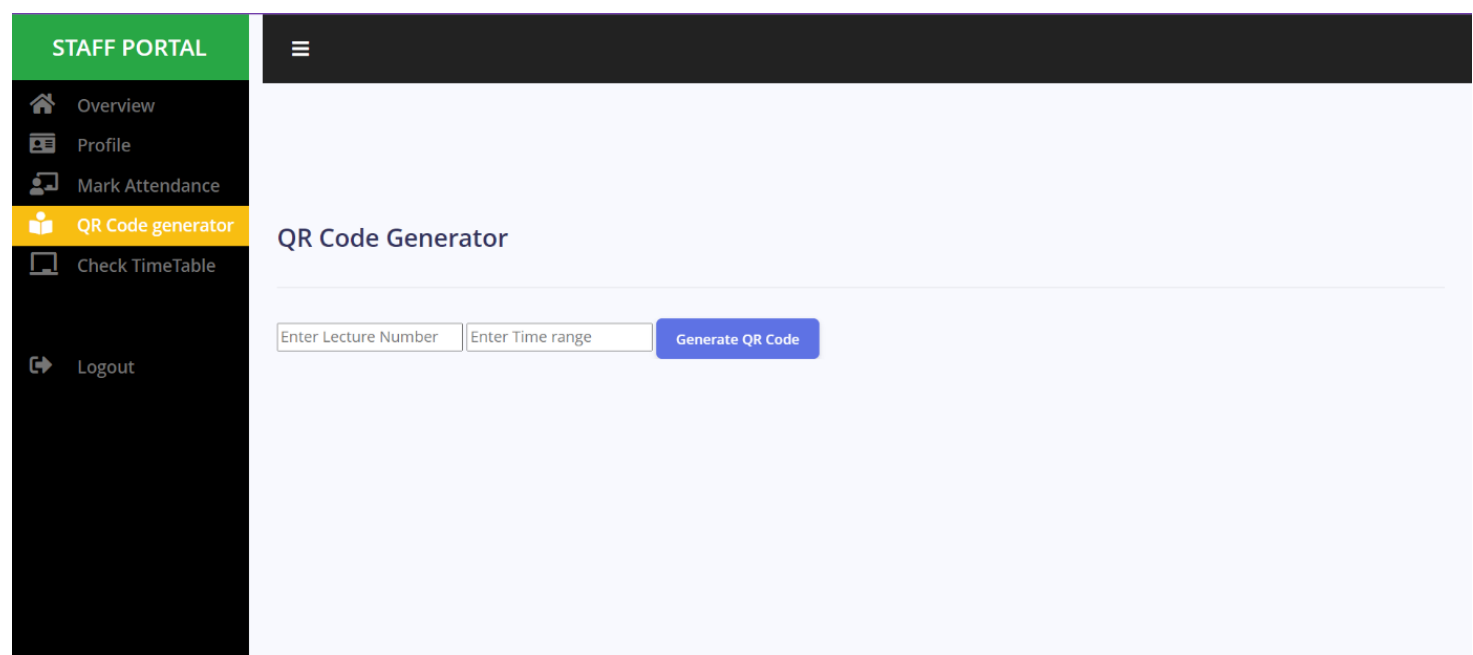 STAFF PORTAL
Overview
Profile
Mark Attendance
QR Code generator
Check TimeTable
Logout
QR Code Generator
Enter Lecture Number Enter Time range Generate QR Code